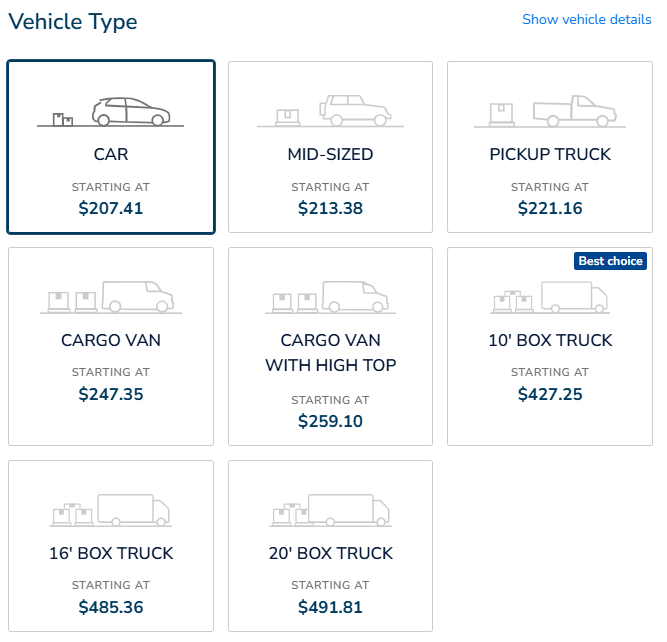 Vehicle Type
Show vehicle details
CAR
STARTING AT
$207.41
MID-SIZED
STARTING AT
$213.38
PICKUP TRUCK
STARTING AT
$221.16
CARGO VAN
STARTING AT
$247.35
CARGO VAN
WITH HIGH TOP
STARTING AT
$259.10
Best choice
10' BOX TRUCK
STARTING AT
$427.25
16' BOX TRUCK
STARTING AT
$485.36
20' BOX TRUCK
STARTING AT
$491.81